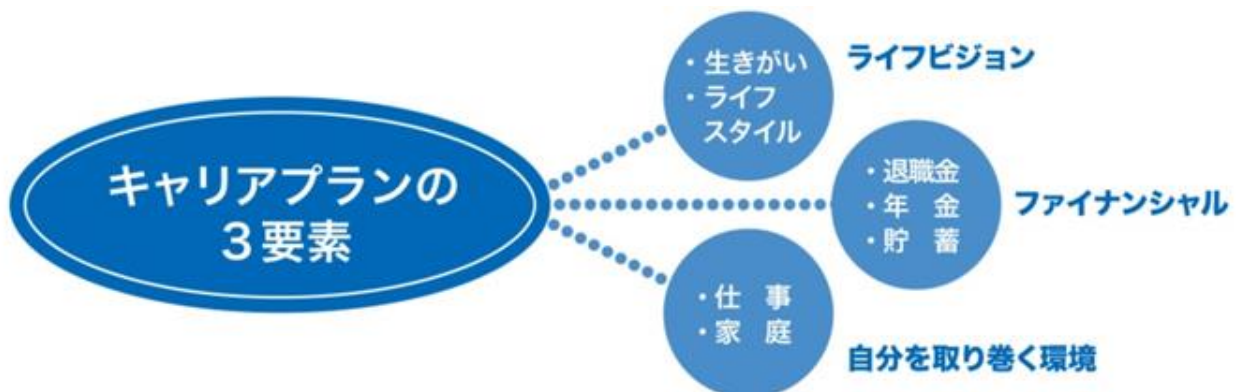 キャリアプランの
３要素
・生きがい
・ライフ
スタイル
ライフビジョン
・退職金
・年　金
・貯　蓄
ファイナンシャル
・仕　事
・家　庭
自分を取り巻く環境